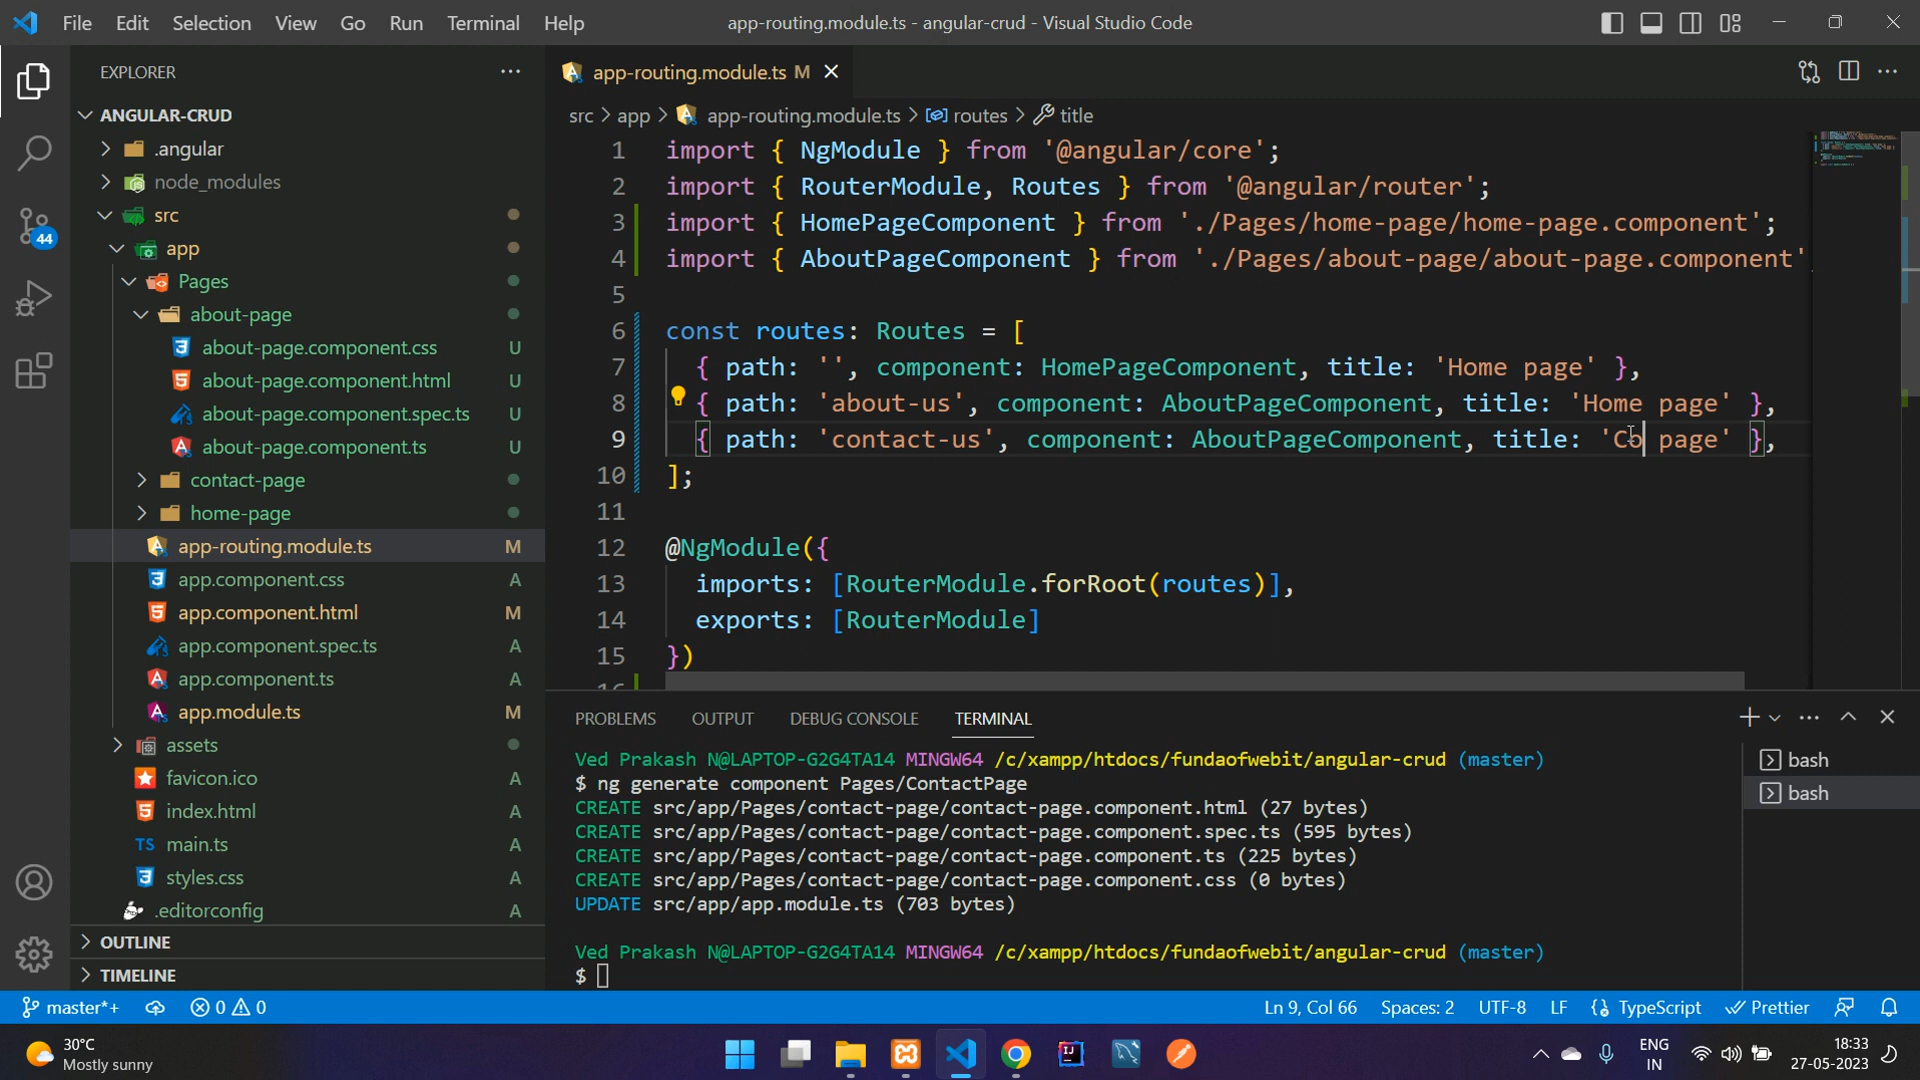 File Edit Selection View Go Run Terminal Help
app-routing.module.ts - angular-crud - Visual Studio Code
EXPLORER
ANGULAR-CRUD
.angular
node_modules
src
app
Pages
about-page
about-page.component.css U
about-page.component.html U
about-page.component.spec.ts U
about-page.component.ts U
contact-page
home-page
app-routing.module.ts M
app.component.css A
app.component.html M
app.component.spec.ts A
app.component.ts A
app.module.ts M
assets
favicon.ico A
index.html A
main.ts A
styles.css A
.editorconfig A
OUTLINE
TIMELINE
44
app-routing.module.ts M
src > app > app-routing.module.ts > routes > title
1 import { NgModule } from '@angular/core';
2 import { RouterModule, Routes } from '@angular/router';
3 import { HomePageComponent } from './Pages/home-page/home-page.component';
4 import { AboutPageComponent } from './Pages/about-page/about-page.component'
5
6 const routes: Routes = [
7 { path: '', component: HomePageComponent, title: 'Home page' },
8 { path: 'about-us', component: AboutPageComponent, title: 'Home page' },
9 { path: 'contact-us', component: AboutPageComponent, title: 'Co page' },
10 ];
11
12 @NgModule({
13 imports: [RouterModule.forRoot(routes)],
14 exports: [RouterModule]
15 })
16
PROBLEMS OUTPUT DEBUG CONSOLE TERMINAL
Ved Prakash N@LAPTOP-G2G4TA14 MINGW64 /c/xampp/htdocs/fundaofwebit/angular-crud (master)
$ ng generate component Pages/ContactPage
CREATE src/app/Pages/contact-page/contact-page.component.html (27 bytes)
CREATE src/app/Pages/contact-page/contact-page.component.spec.ts (595 bytes)
CREATE src/app/Pages/contact-page/contact-page.component.ts (225 bytes)
CREATE src/app/Pages/contact-page/contact-page.component.css (0 bytes)
UPDATE src/app/app.module.ts (703 bytes)
Ved Prakash N@LAPTOP-G2G4TA14 MINGW64 /c/xampp/htdocs/fundaofwebit/angular-crud (master)
$
bash
bash
master*+ 0 0 Ln 9, Col 66 Spaces: 2 UTF-8 LF TypeScript Prettier
30°C
Mostly sunny
ENG
IN
18:33
27-05-2023